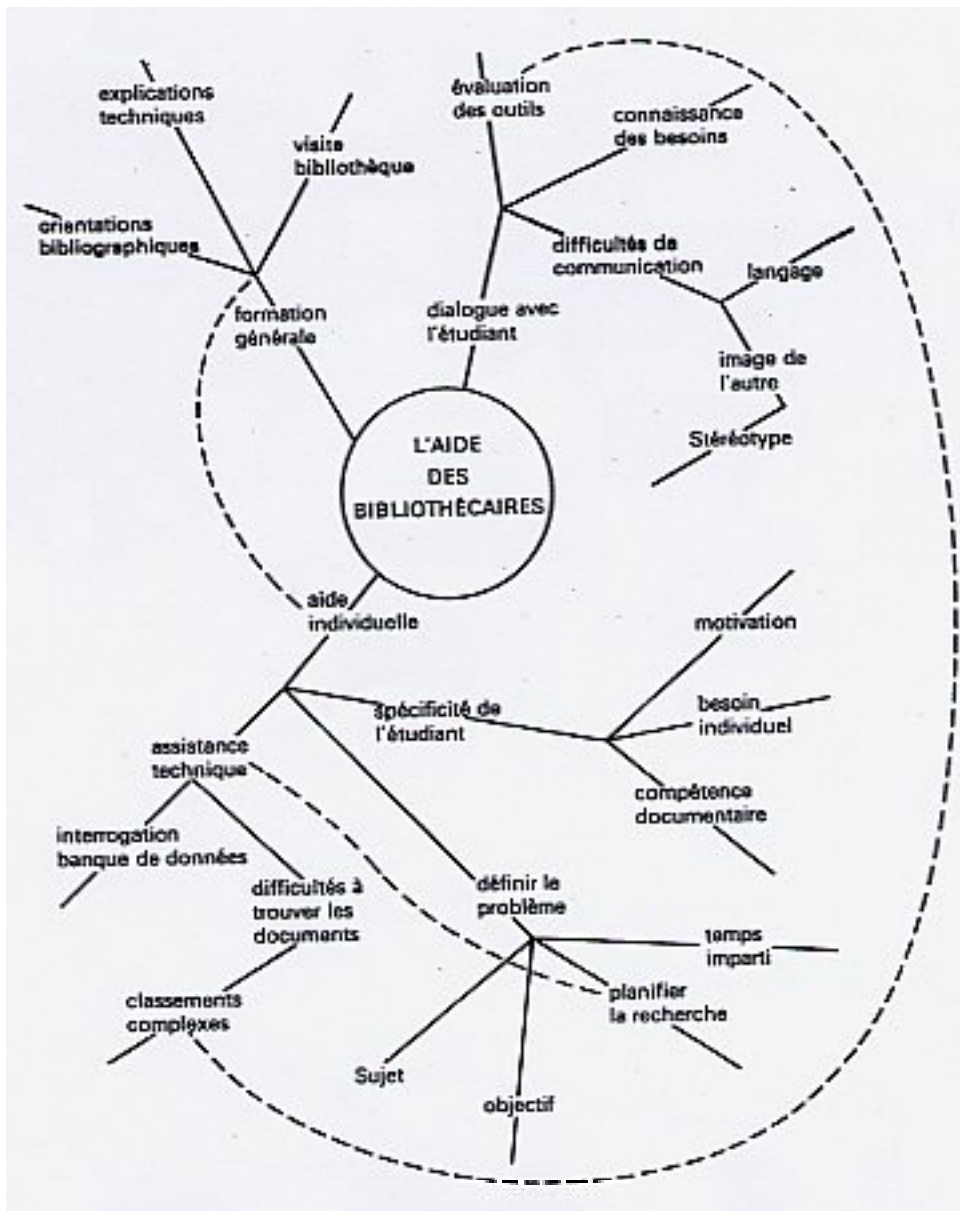 explications
techniques
visite
bibliothèque
orientations
bibliographiques
formation
générale
évaluation
des outils
connaissance
des besoins
difficultés de
communication
langage
dialogue avec
l'étudiant
image de
l'autre
Stéréotype
L'AIDE
DES
BIBLIOTHÉCAIRES
aide
individuelle
motivation
spécificité de
l'étudiant
besoin
individuel
compétence
documentaire
assistance
technique
interrogation
banque de données
difficultés à
trouver les
documents
classements
complexes
définir le
problème
temps
imparti
planifier
la recherche
Sujet
objectif